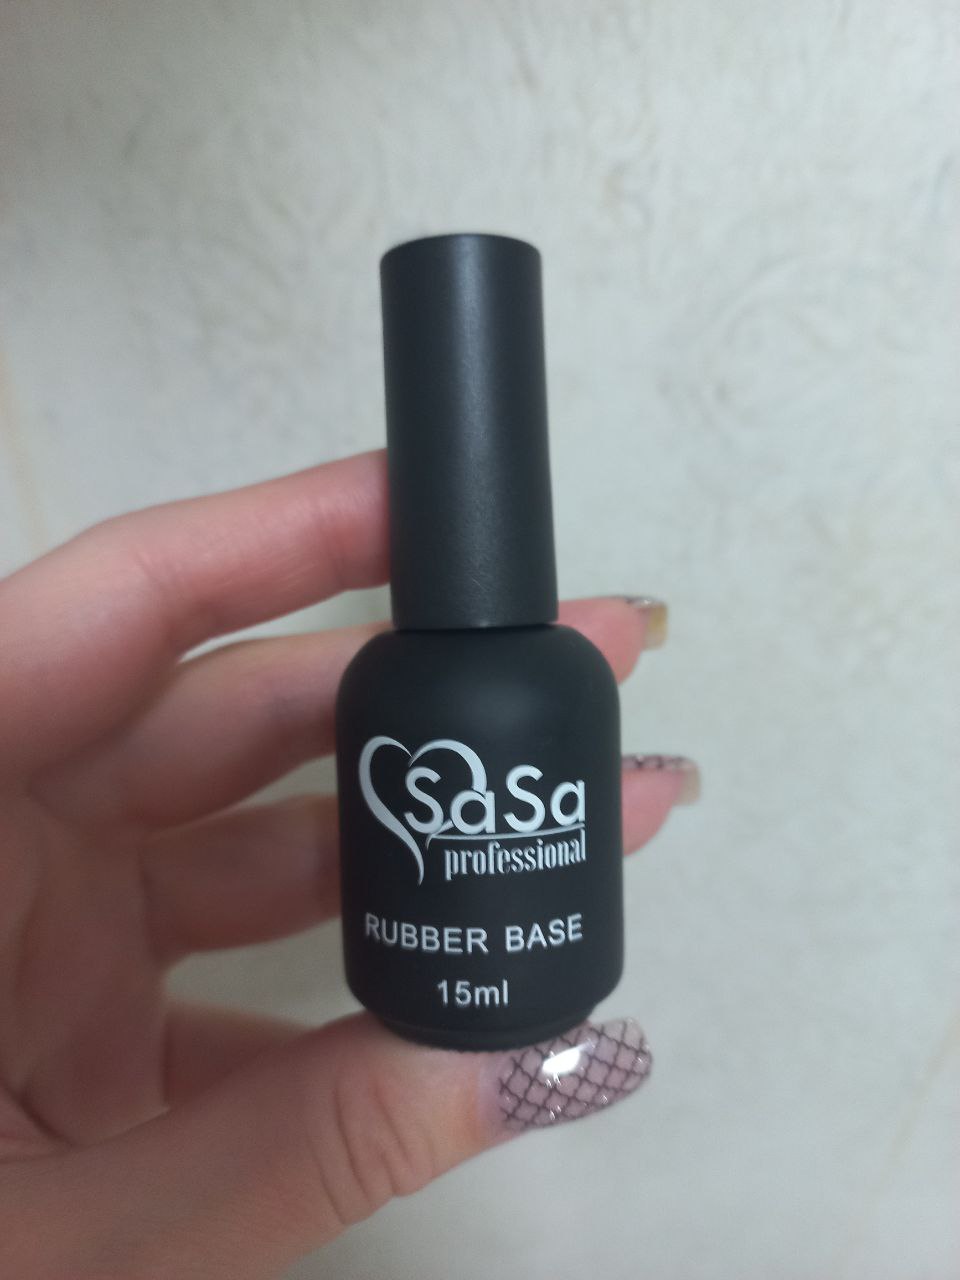 SaSa
professional
RUBBER BASE
15ml